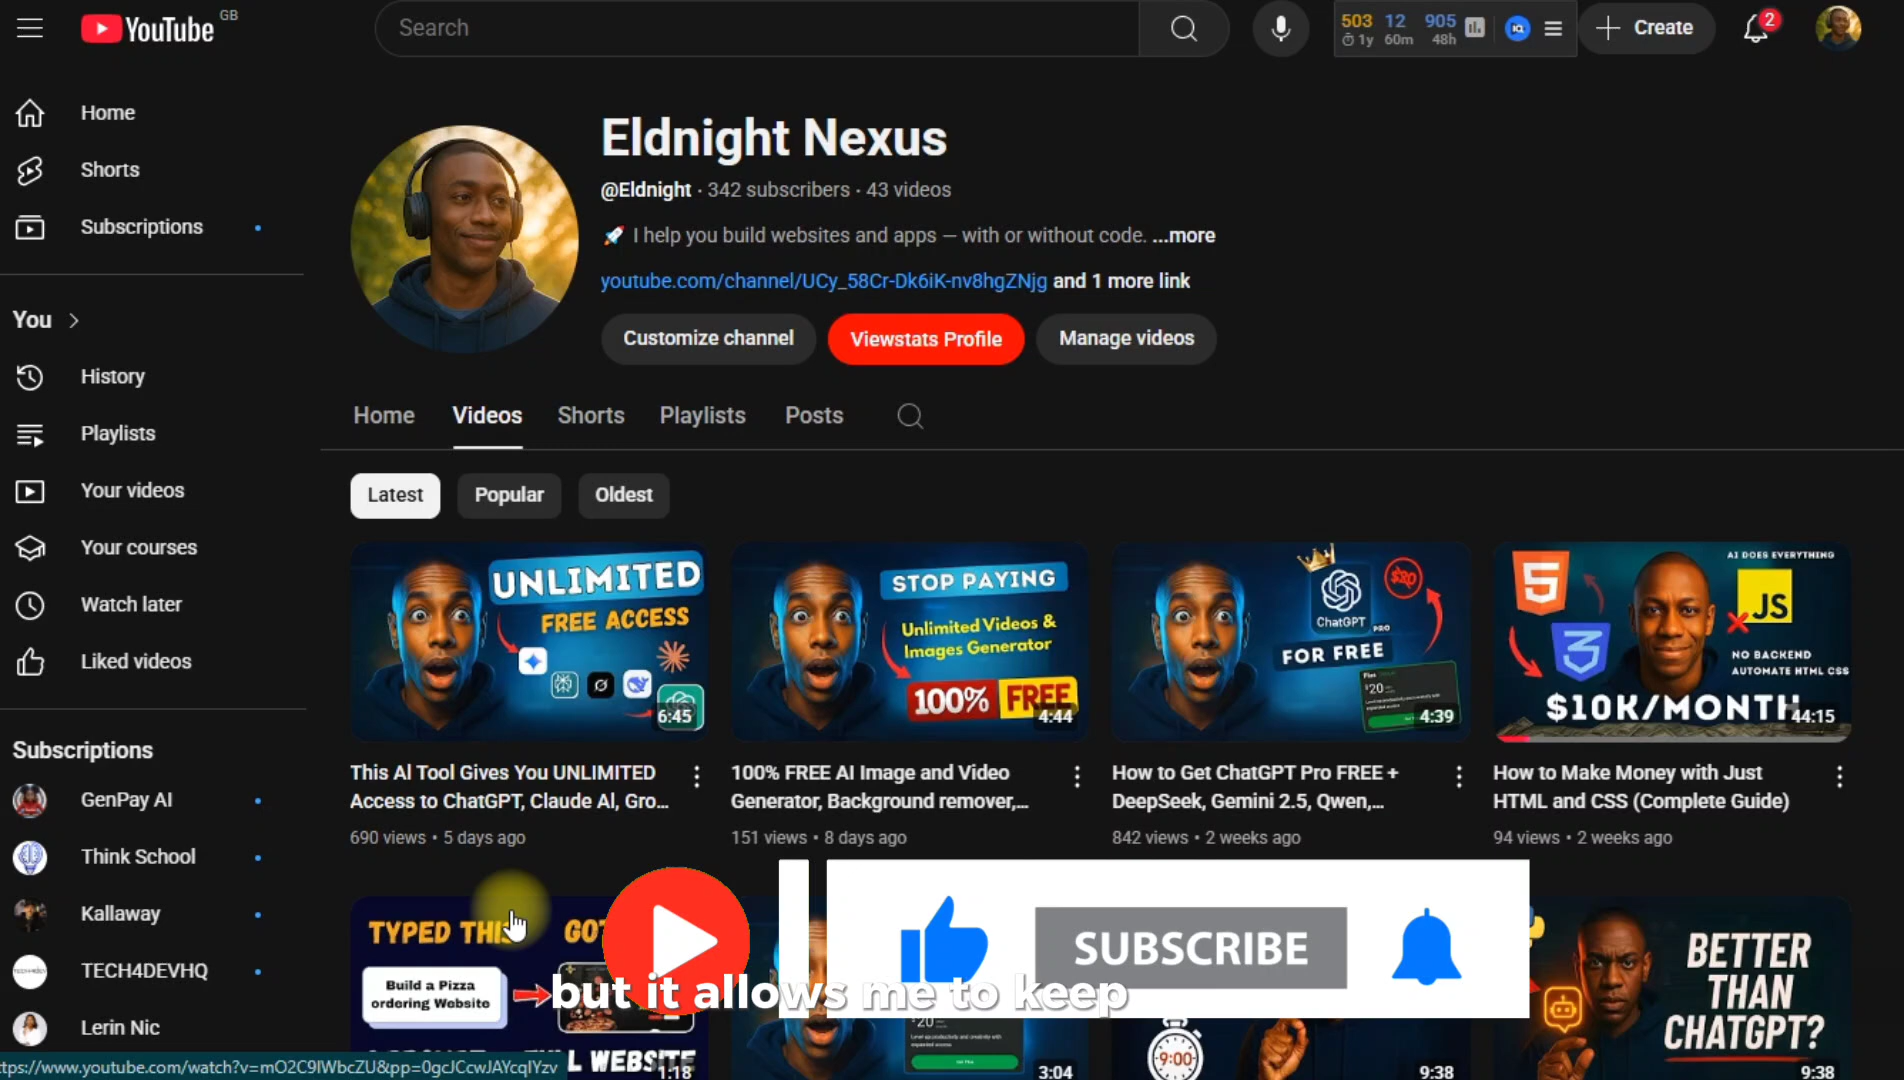 YouTube GB
Search
503 12 905
1y 60m 48h
IQ
Create
2
Home
Shorts
Subscriptions
You
History
Playlists
Your videos
Your courses
Watch later
Liked videos
Subscriptions
GenPay AI
Think School
Kallaway
TECH4DEVHQ
Lerin Nic
Eldnight Nexus
@Eldnight · 342 subscribers · 43 videos
🚀 I help you build websites and apps — with or without code. ...more
youtube.com/channel/UCy_58Cr-Dk6iK-nv8hgZNjg and 1 more link
Customize channel
Viewstats Profile
Manage videos
Home
Videos
Shorts
Playlists
Posts
Latest
Popular
Oldest
UNLIMITED
FREE ACCESS
6:45
This Al Tool Gives You UNLIMITED
Access to ChatGPT, Claude Al, Gro...
690 views • 5 days ago
STOP PAYING
Unlimited Videos &
Images Generator
100% FREE
4:44
100% FREE AI Image and Video
Generator, Background remover,...
151 views • 8 days ago
ChatGPT PRO
$20
FOR FREE
Plus
$20
4:39
How to Get ChatGPT Pro FREE +
DeepSeek, Gemini 2.5, Qwen,...
842 views • 2 weeks ago
AI DOES EVERYTHING
5
JS
3
NO BACKEND
AUTOMATE HTML CSS
$10K/MONTH
44:15
How to Make Money with Just
HTML and CSS (Complete Guide)
94 views • 2 weeks ago
TYPED THIS
GOT
Build a Pizza
ordering Website
L WEBSITE
1:18
SUBSCRIBE
but it allows me to keep
3:04
9:00
9:38
BETTER
THAN
CHATGPT?
9:38
ttps://www.youtube.com/watch?v=mO2C9IWbcZU&pp=0gcJCcwJAYcqIYzv